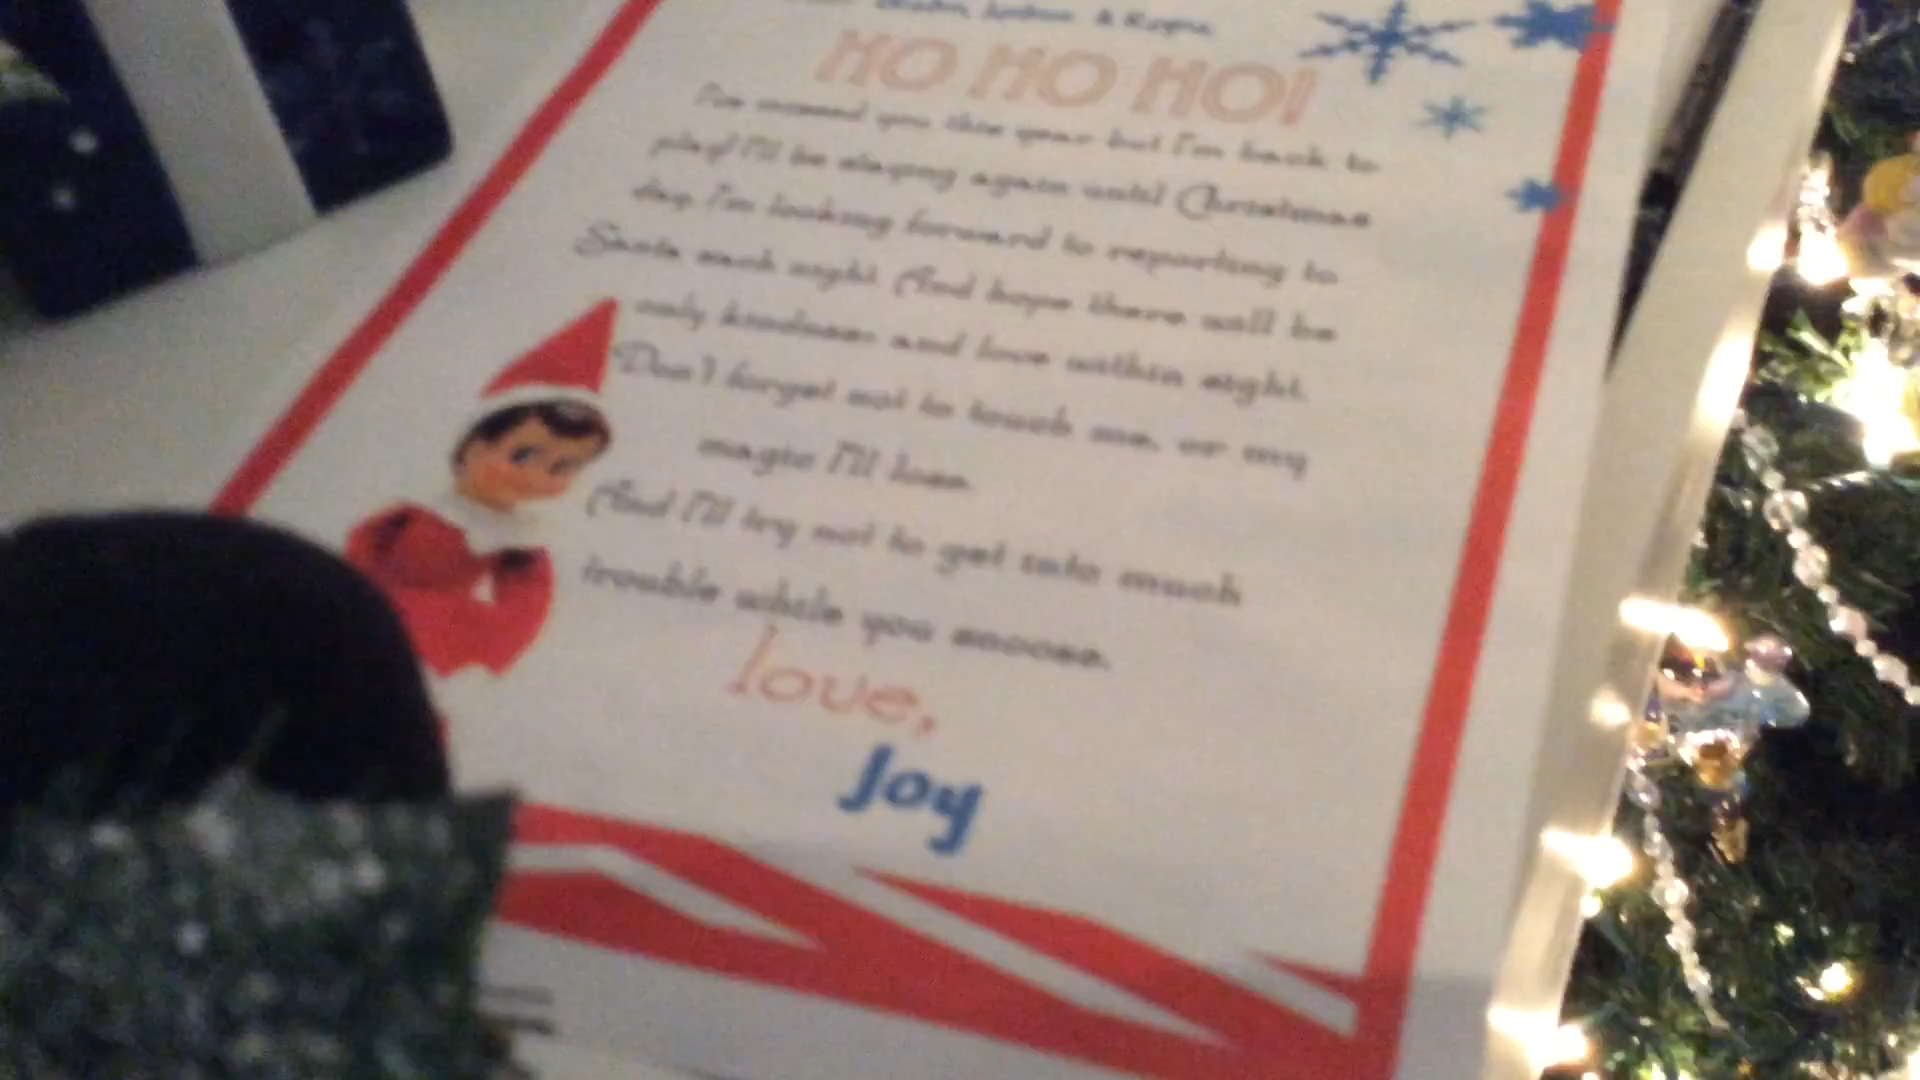 HO HO HO!
I've missed you this year but I'm back to
play! I'll be staying again until Christmas
day. I'm looking forward to reporting to
Santa each night. And hope there will be
only kindness and love within sight.
Don't forget not to touch me, or my
magic I'll lose.
And I'll try not to get into much
trouble while you snooze.
love,
Joy